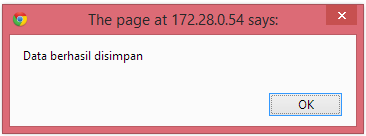 The page at 172.28.0.54 says:
Data berhasil disimpan
OK